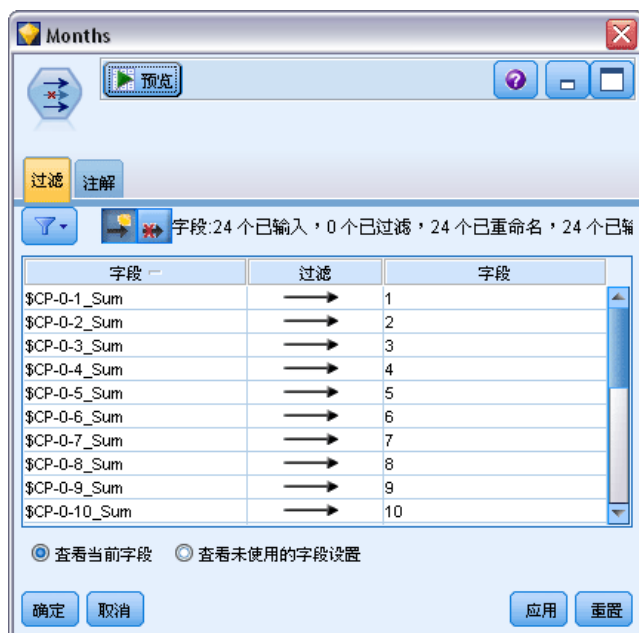 Months
预览
过滤 注解
字段:24 个已输入，0 个已过滤，24 个已重命名，24 个已输
字段 过滤 字段
$CP-0-1_Sum 1
$CP-0-2_Sum 2
$CP-0-3_Sum 3
$CP-0-4_Sum 4
$CP-0-5_Sum 5
$CP-0-6_Sum 6
$CP-0-7_Sum 7
$CP-0-8_Sum 8
$CP-0-9_Sum 9
$CP-0-10_Sum 10
查看当前字段 查看未使用的字段设置
确定 取消 应用 重置